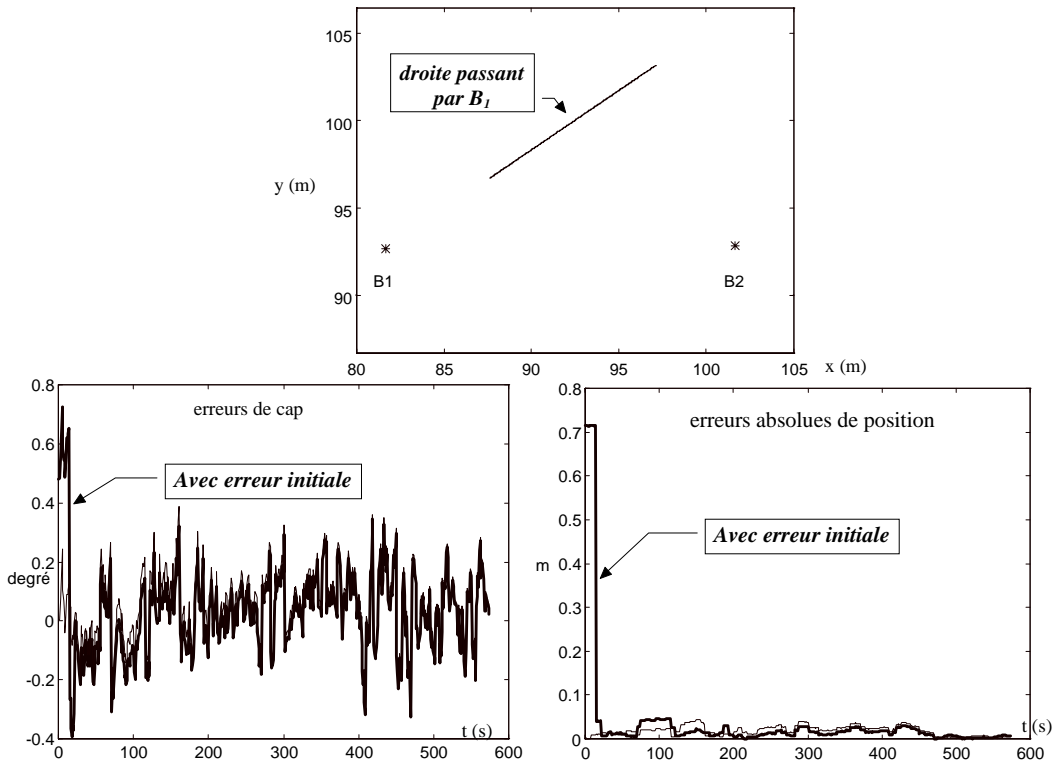 105
droite passant
par B1
100
y (m)
95
B1
B2
90
80
85
90
95
100
105
x (m)
0.8
erreurs de cap
0.6
Avec erreur initiale
0.4
0.2
degré
0
-0.2
-0.4
t (s)
0
100
200
300
400
500
600
0.8
erreurs absolues de position
0.7
0.6
0.5
Avec erreur initiale
m
0.4
0.3
0.2
0.1
t (s)
0
0
100
200
300
400
500
600